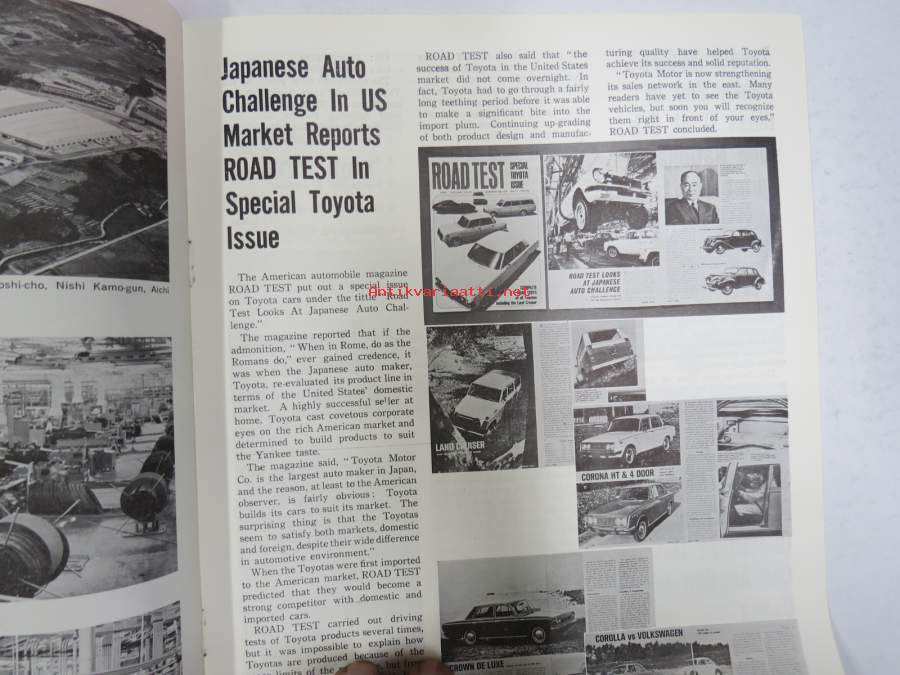 oshi-cho, Nishi Kamo-gun, Aichi
Japanese Auto
Challenge In US
Market Reports
ROAD TEST In
Special Toyota
Issue
The American automobile magazine
ROAD TEST put out a special issue
on Toyota cars under the tittle "Road
Test Looks At Japanese Auto Chal-
lenge."
The magazine reported that if the
admonition, "When in Rome, do as the
Romans do," ever gained credence, it
was when the Japanese auto maker,
Toyota, re-evaluated its product line in
terms of the United States' domestic
market. A highly successful seller at
home, Toyota cast covetous corporate
eyes on the rich American market and
determined to build products to suit
the Yankee taste.
The magazine said, "Toyota Motor
Co. is the largest auto maker in Japan,
and the reason, at least to the American
observer, is fairly obvious; Toyota
builds its cars to suit its market. The
surprising thing is that the Toyotas
seem to satisfy both markets, domestic
and foreign, despite their wide difference
in automotive environment."
When the Toyotas were first imported
to the American market, ROAD TEST
predicted that they would become a
strong competitor with domestic and
imported cars.
ROAD TEST carried out driving
tests of Toyota products several times,
but it was impossible to explain how
Toyotas are produced because of the
limits of the
ROAD TEST also said that "the
success of Toyota in the United States
market did not come overnight. In
fact, Toyota had to go through a fairly
long teething period before it was able
to make a significant bite into the
import plum. Continuing up-grading
of both product design and manufac-
turing quality have helped Toyota
achieve its success and solid reputation.
"Toyota Motor is now strengthening
its sales network in the east. Many
readers have yet to see the Toyota
vehicles, but soon you will recognize
them right in front of your eyes,"
ROAD TEST concluded.
ROAD TEST
SPECIAL
TOYOTA
ISSUE
including the Land Cruiser
ROAD TEST LOOKS
AT JAPANESE
AUTO CHALLENGE
Antikvariaatti.net
LAND CRUISER
CORONA HT & 4 DOOR
CROWN DE LUXE
COROLLA vs VOLKSWAGEN